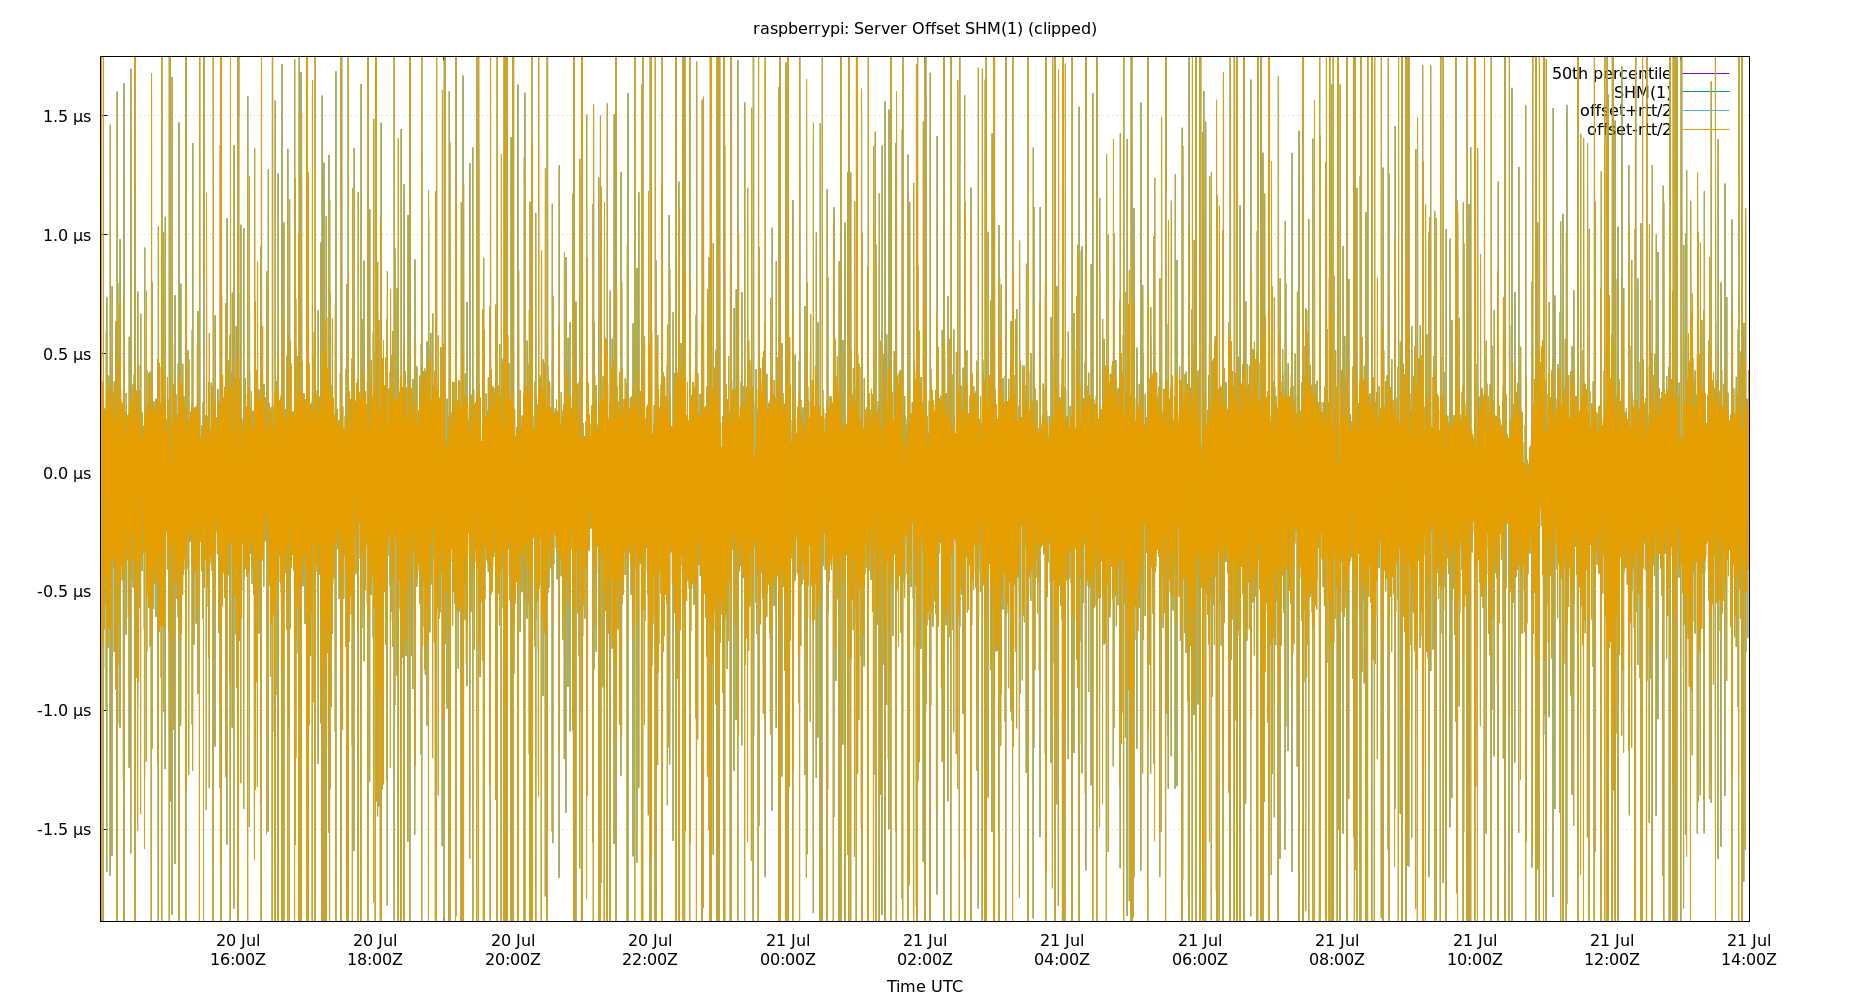 raspberrypi: Server Offset SHM(1) (clipped)
50th percentile
SHM(1)
offset+rtt/2
offset-rtt/2
1.5 µs
1.0 µs
0.5 µs
0.0 µs
-0.5 µs
-1.0 µs
-1.5 µs
20 Jul 20 Jul 20 Jul 20 Jul 21 Jul 21 Jul 21 Jul 21 Jul 21 Jul 21 Jul 21 Jul 21 Jul
16:00Z 18:00Z 20:00Z 22:00Z 00:00Z 02:00Z 04:00Z 06:00Z 08:00Z 10:00Z 12:00Z 14:00Z
Time UTC